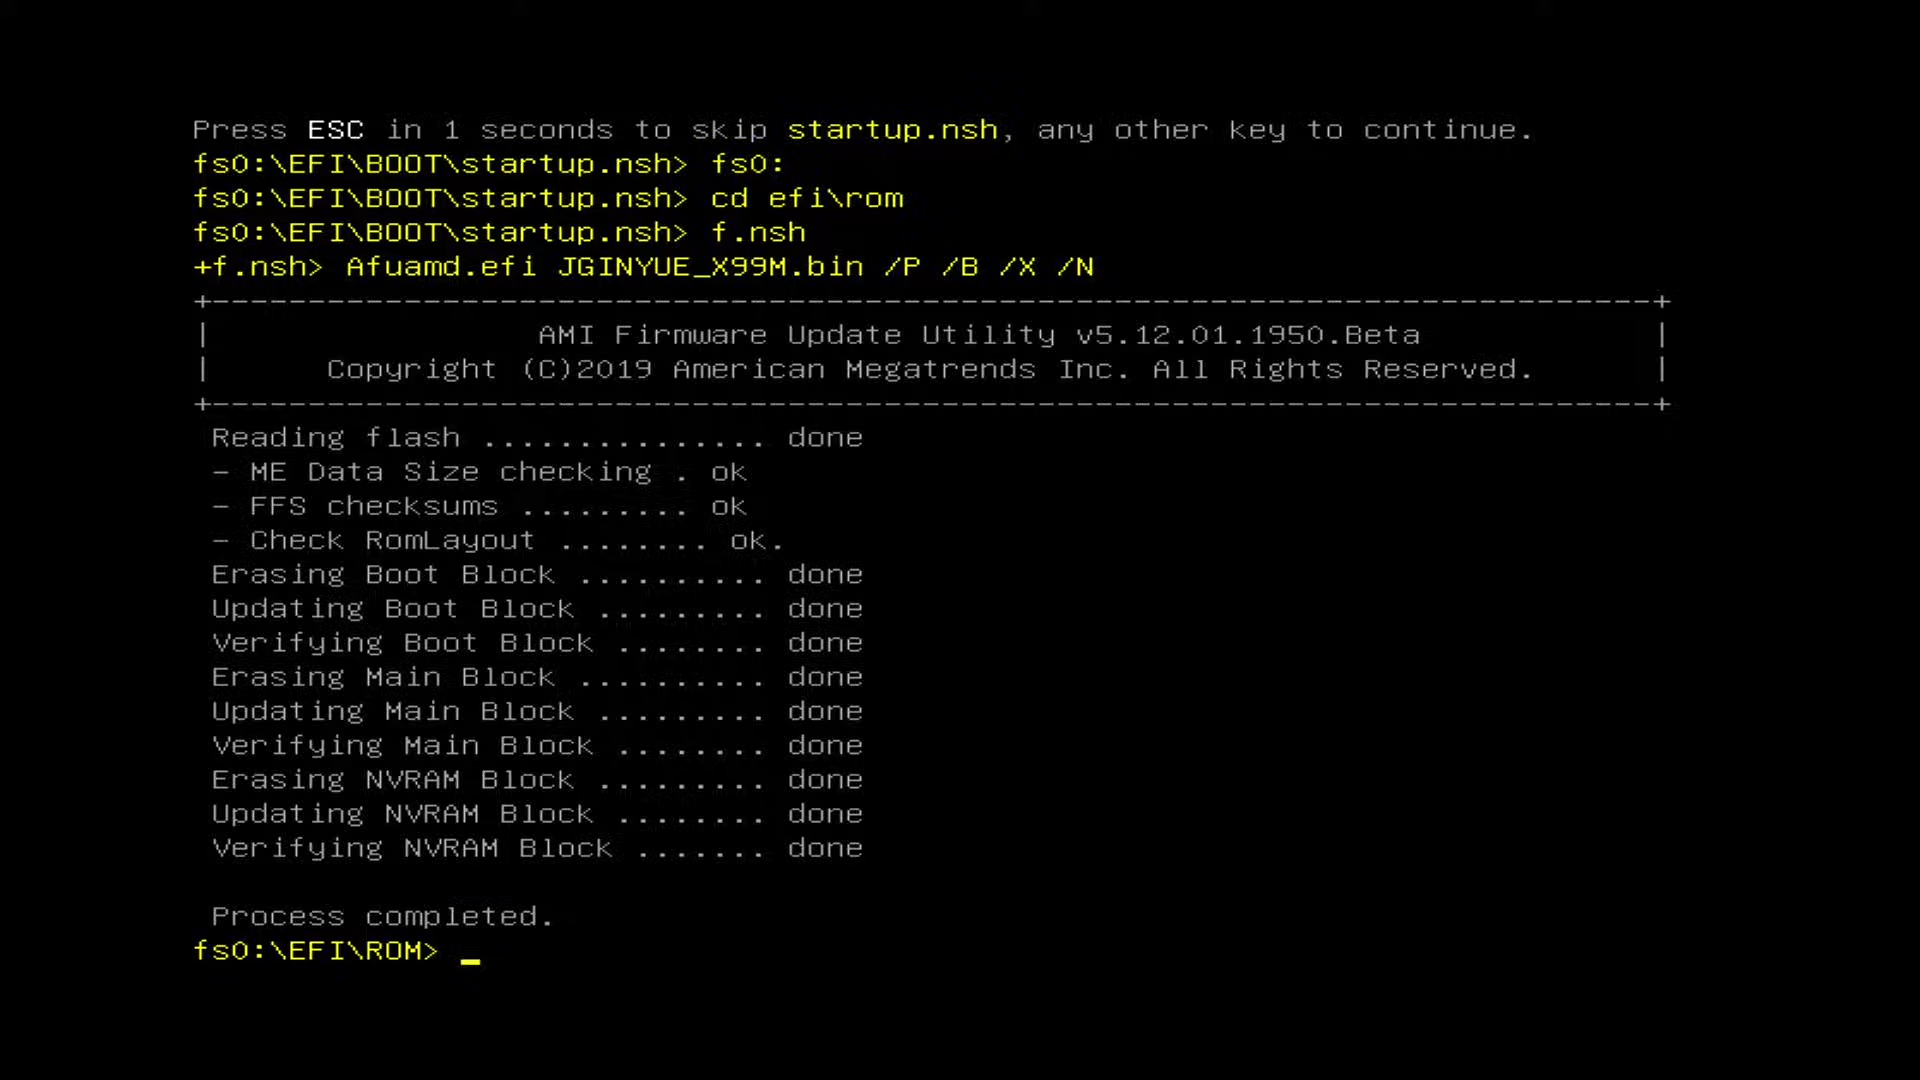 Press ESC in 1 seconds to skip startup.nsh, any other key to continue.
fs0:\EFI\BOOT\startup.nsh> fs0:
fs0:\EFI\BOOT\startup.nsh> cd efi\rom
fs0:\EFI\BOOT\startup.nsh> f.nsh
+f.nsh> Afuamd.efi JGINYUE_X99M.bin /P /B /X /N
+---------------------------------------------------------------------------+
| AMI Firmware Update Utility v5.12.01.1950.Beta |
| Copyright (C)2019 American Megatrends Inc. All Rights Reserved. |
+---------------------------------------------------------------------------+
Reading flash ............... done
- ME Data Size checking . ok
- FFS checksums ......... ok
- Check RomLayout ........ ok.
Erasing Boot Block .......... done
Updating Boot Block ......... done
Verifying Boot Block ........ done
Erasing Main Block .......... done
Updating Main Block ......... done
Verifying Main Block ........ done
Erasing NVRAM Block ......... done
Updating NVRAM Block ........ done
Verifying NVRAM Block ....... done
Process completed.
fs0:\EFI\ROM> _